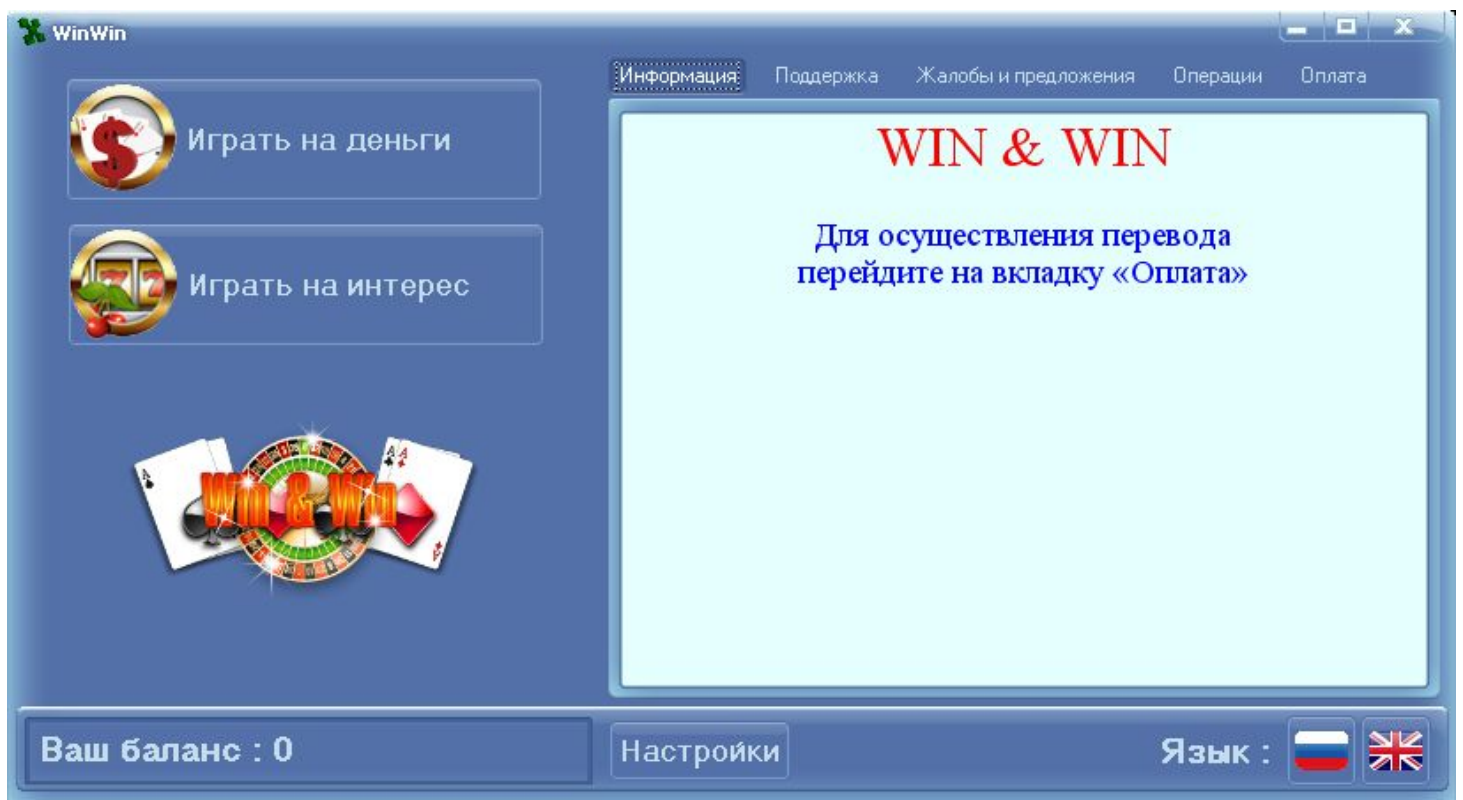 WinWin
Информация Поддержка Жалобы и предложения Операции Оплата
Играть на деньги
Играть на интерес
WIN & WIN
Для осуществления перевода
перейдите на вкладку «Оплата»
Win & Win
Ваш баланс : 0
Настройки
Язык :